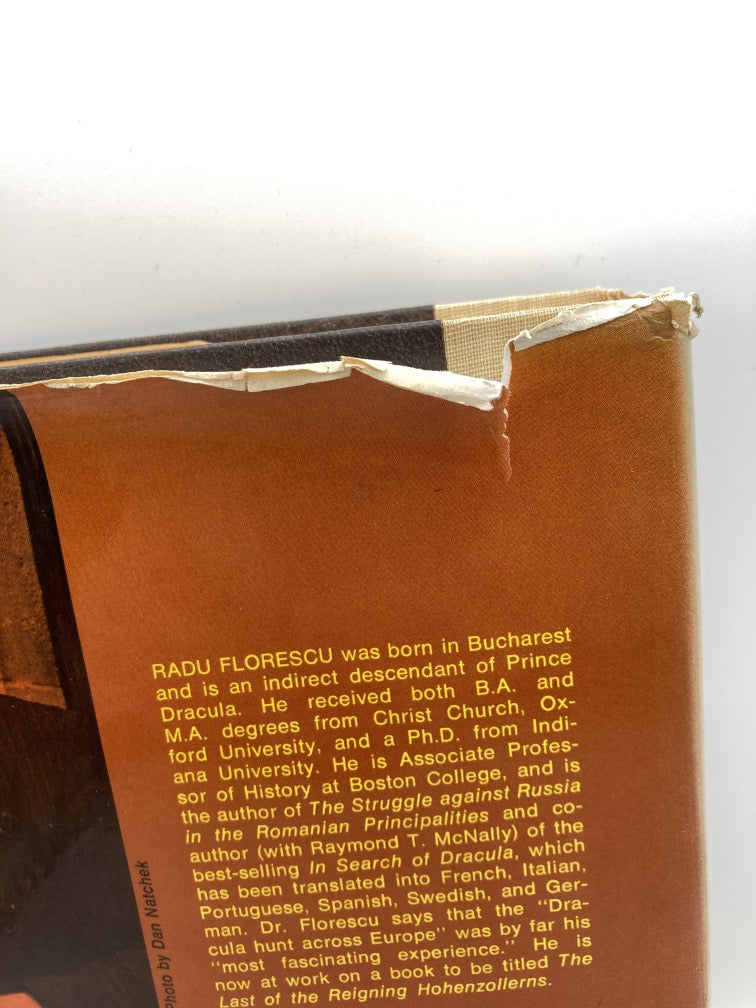 RADU FLORESCU was born in Bucharest
and is an indirect descendant of Prince
Dracula. He received both B.A. and
M.A. degrees from Christ Church, Ox-
ford University, and a Ph.D. from Indi-
ana University. He is Associate Profes-
sor of History at Boston College, and is
the author of The Struggle against Russia
in the Romanian Principalities and co-
author (with Raymond T. McNally) of the
best-selling In Search of Dracula, which
has been translated into French, Italian,
Portuguese, Spanish, Swedish, and Ger-
man. Dr. Florescu says that the "Dra-
cula hunt across Europe" was by far his
"most fascinating experience." He is
now at work on a book to be titled The
Last of the Reigning Hohenzollerns.
Photo by Dan Natchek